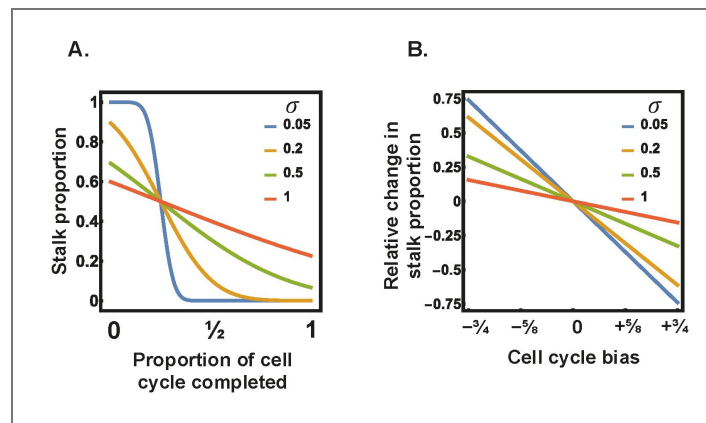 A.
σ
0.05
0.2
0.5
1
1
0.8
0.6
0.4
0.2
0
Stalk proportion
0 ½ 1
Proportion of cell
cycle completed
B.
σ
0.05
0.2
0.5
1
0.75
0.5
0.25
0
−0.25
−0.5
−0.75
Relative change in
stalk proportion
−¾ −⅝ 0 +⅝ +¾
Cell cycle bias